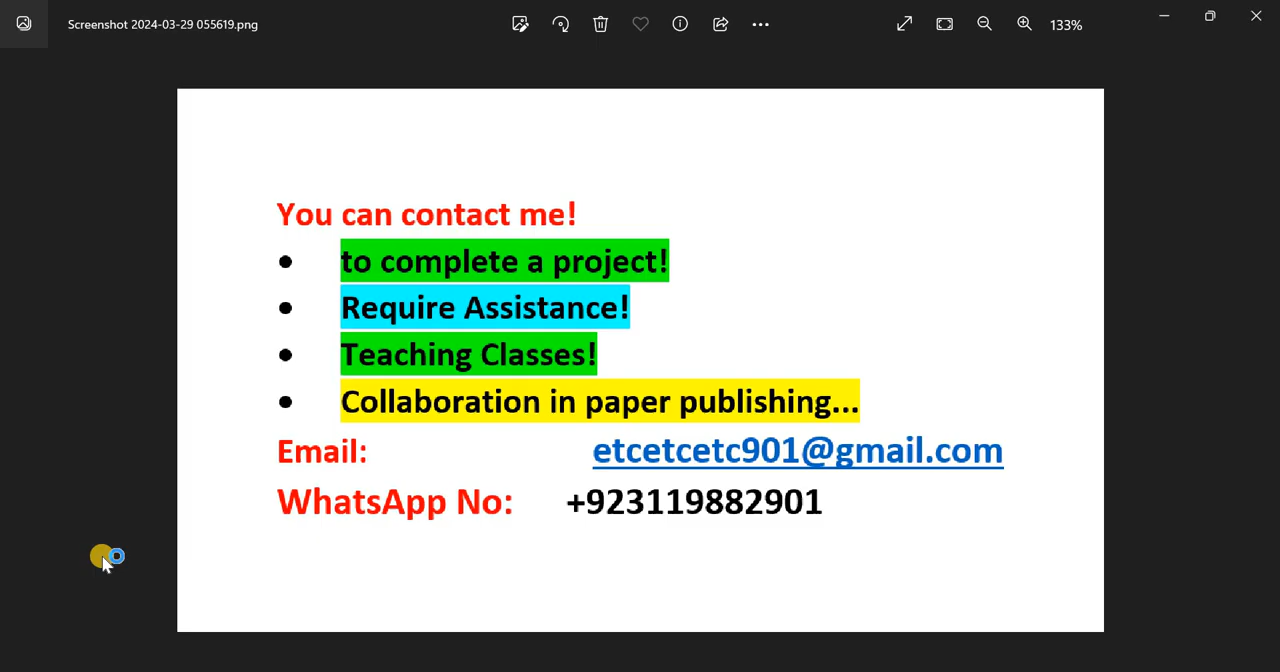 Screenshot 2024-03-29 055619.png
133%
You can contact me!
• to complete a project!
• Require Assistance!
• Teaching Classes!
• Collaboration in paper publishing...
Email: etcetcetc901@gmail.com
WhatsApp No: +923119882901